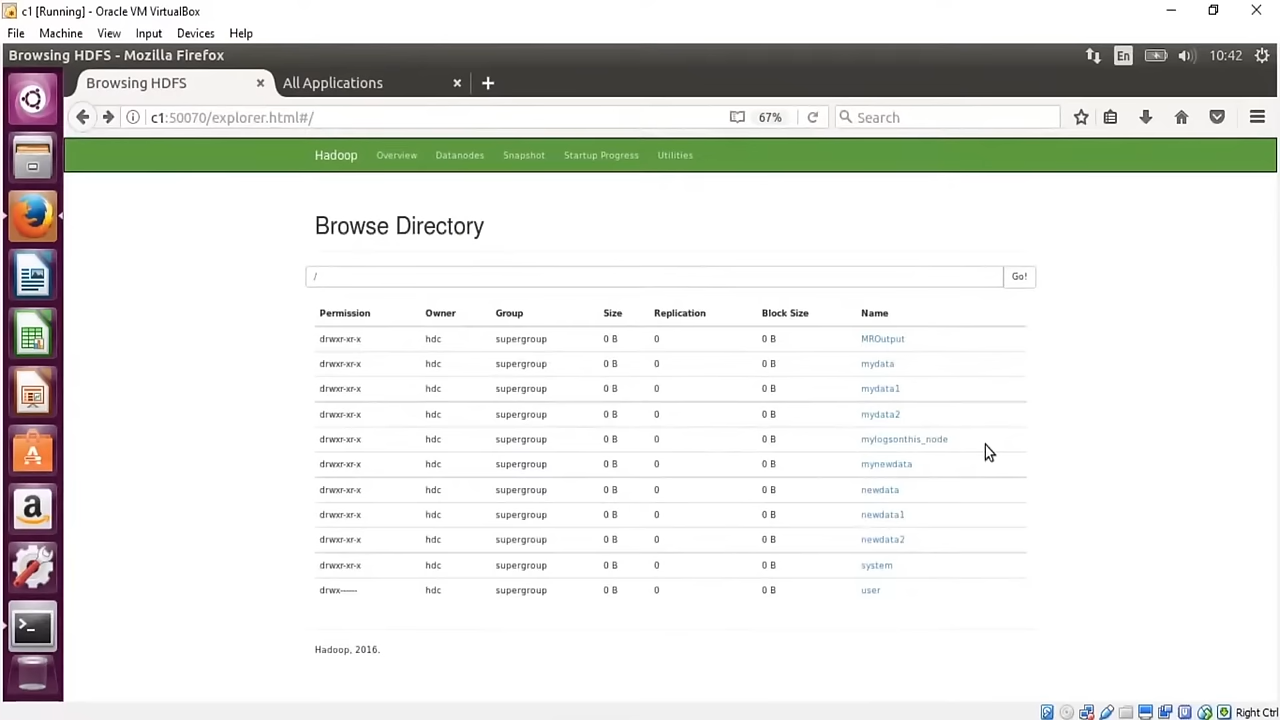 c1 [Running] - Oracle VM VirtualBox
File Machine View Input Devices Help
Browsing HDFS - Mozilla Firefox
En
10:42
Browsing HDFS
All Applications
c1:50070/explorer.html#/
67%
Search
Hadoop Overview Datanodes Snapshot Startup Progress Utilities
Browse Directory
/
Go!
Permission Owner Group Size Replication Block Size Name
drwxr-xr-x hdc supergroup 0 B 0 0 B MROutput
drwxr-xr-x hdc supergroup 0 B 0 0 B mydata
drwxr-xr-x hdc supergroup 0 B 0 0 B mydata1
drwxr-xr-x hdc supergroup 0 B 0 0 B mydata2
drwxr-xr-x hdc supergroup 0 B 0 0 B mylogsonthis_node
drwxr-xr-x hdc supergroup 0 B 0 0 B mynewdata
drwxr-xr-x hdc supergroup 0 B 0 0 B newdata
drwxr-xr-x hdc supergroup 0 B 0 0 B newdata1
drwxr-xr-x hdc supergroup 0 B 0 0 B newdata2
drwxr-xr-x hdc supergroup 0 B 0 0 B system
drwx------ hdc supergroup 0 B 0 0 B user
Hadoop, 2016.
Right Ctrl